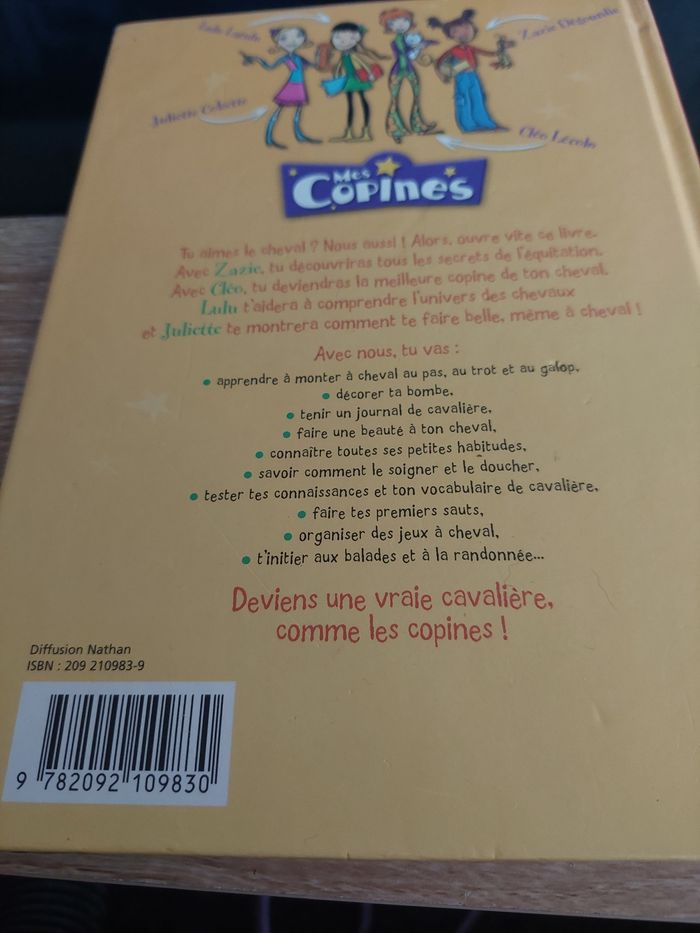 Lulu
Zazie Dégourdie
Juliette
Cléo Lécolo
Mes
Copines
Tu aimes le cheval ? Nous aussi ! Alors, ouvre vite ce livre.
Avec Zazie, tu découvriras tous les secrets de l'équitation.
Avec Cléo, tu deviendras la meilleure copine de ton cheval.
Lulu t'aidera à comprendre l'univers des chevaux
et Juliette te montrera comment te faire belle, même à cheval !
Avec nous, tu vas :
• apprendre à monter à cheval au pas, au trot et au galop,
• décorer ta bombe,
• tenir un journal de cavalière,
• faire une beauté à ton cheval,
• connaître toutes ses petites habitudes,
• savoir comment le soigner et le doucher,
• tester tes connaissances et ton vocabulaire de cavalière,
• faire tes premiers sauts,
• organiser des jeux à cheval,
• t'initier aux balades et à la randonnée...
Deviens une vraie cavalière,
comme les copines !
Diffusion Nathan
ISBN : 209 210983-9
9 782092 109830